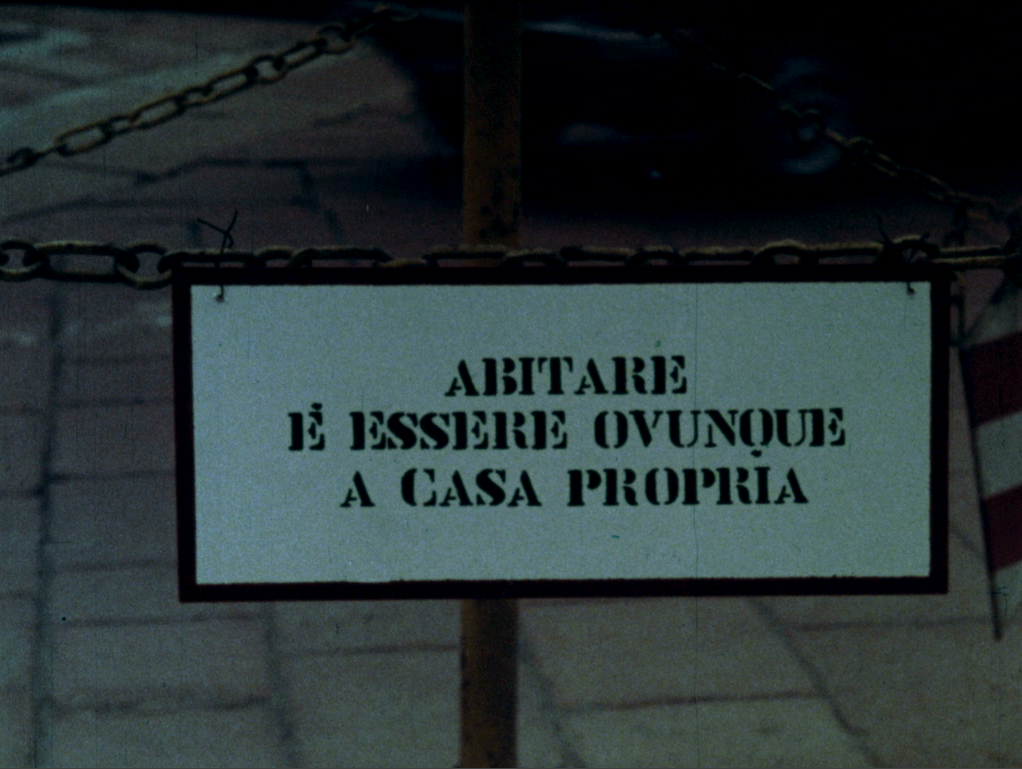 ABITARE
É ESSERE OVUNQUE
A CASA PROPRIA